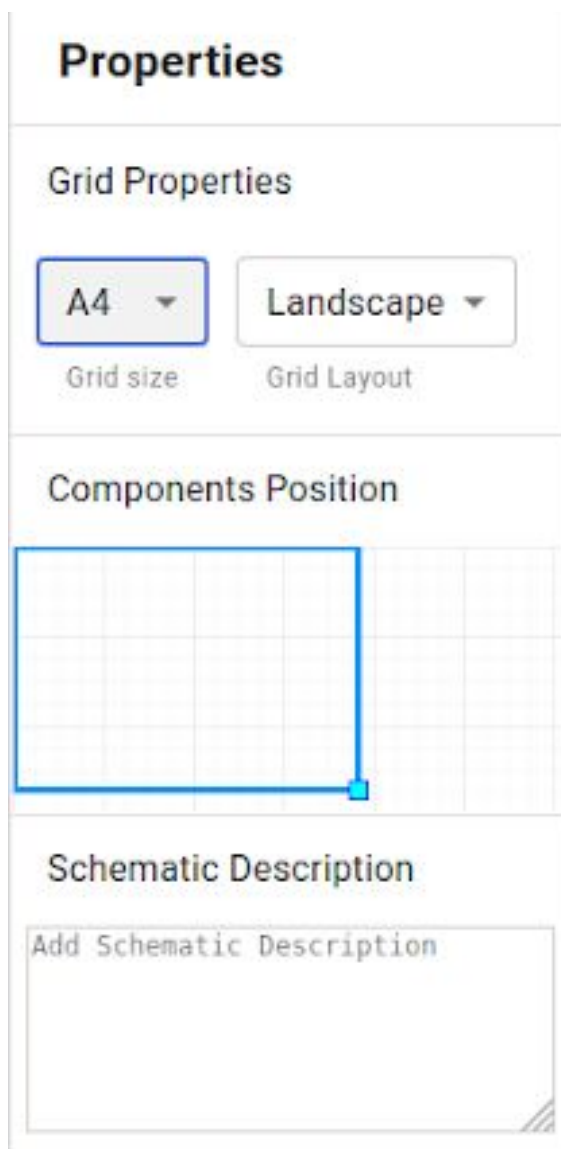 Properties
Grid Properties
A4 Landscape
Grid size Grid Layout
Components Position
Schematic Description
Add Schematic Description